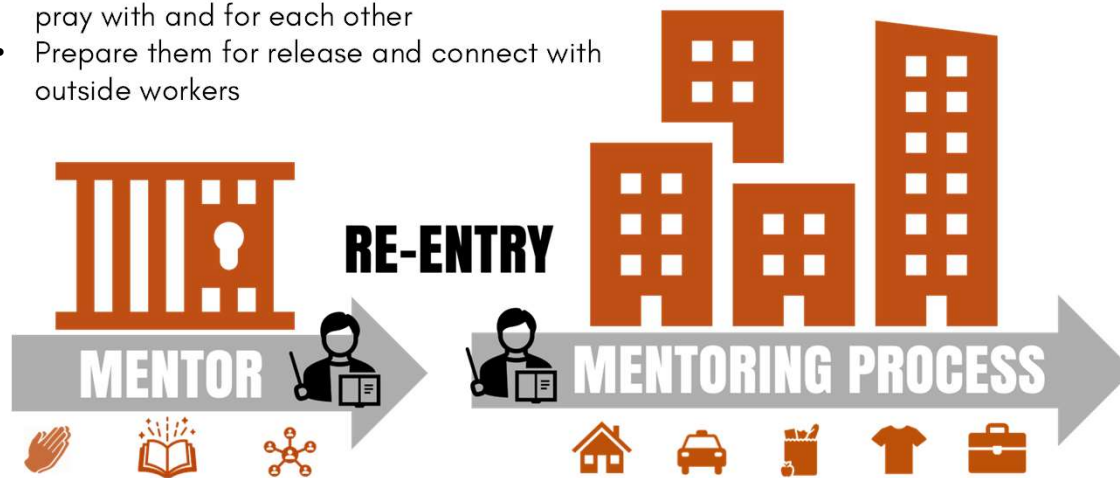 pray with and for each other
• Prepare them for release and connect with
outside workers
RE-ENTRY
MENTOR
MENTORING PROCESS